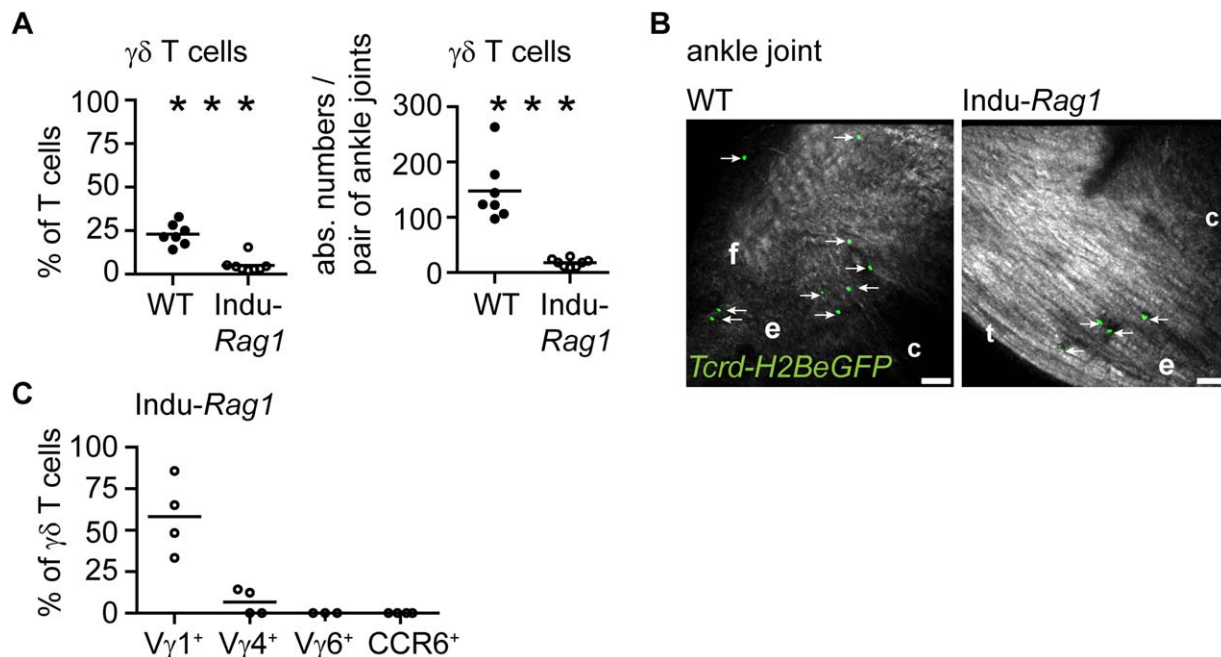 A
γδ T cells
* * *
% of T cells
100
75
50
25
0
WT
Indu-
Rag1
γδ T cells
* * *
abs. numbers /
pair of ankle joints
300
200
100
0
WT
Indu-
Rag1
B
ankle joint
WT
Indu-Rag1
f
e
c
Tcrd-H2BeGFP
c
t
e
C
Indu-Rag1
% of γδ T cells
100
75
50
25
0
Vγ1⁺
Vγ4⁺
Vγ6⁺
CCR6⁺